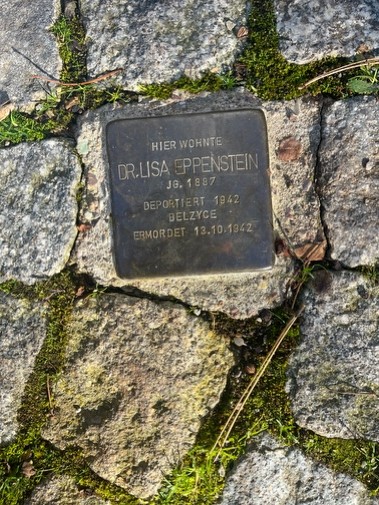 HIER WOHNTE
DR. LISA EPPENSTEIN
JG. 1887
DEPORTIERT 1942
BELZYCE
ERMORDET 13.10.1942